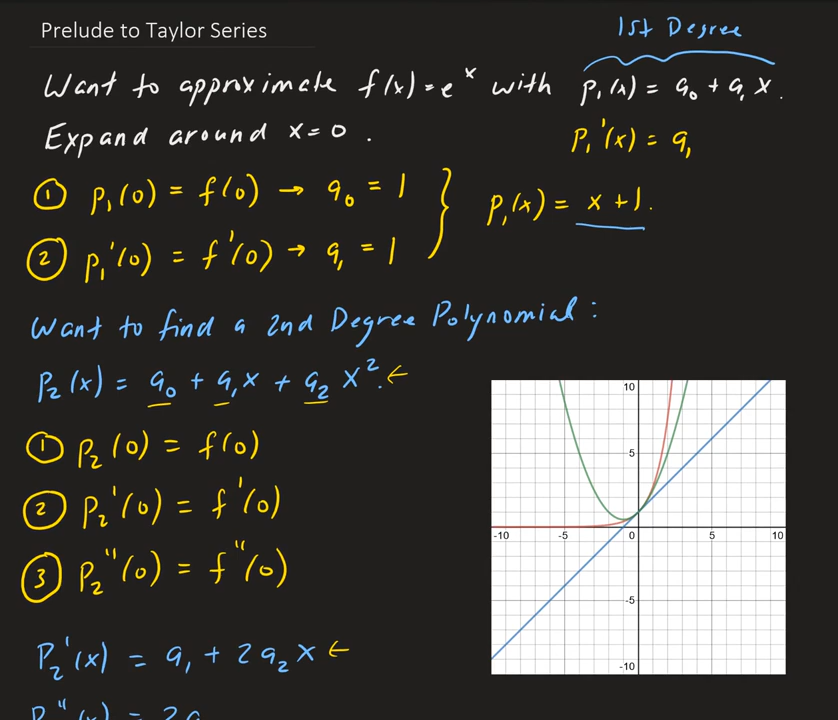 Prelude to Taylor Series
1st Degree
Want to approximate f(x) = e^x with p₁(x) = a₀ + a₁x.
Expand around x = 0.
p₁'(x) = a₁
① p₁(0) = f(0) → a₀ = 1
② p₁'(0) = f'(0) → a₁ = 1
} p₁(x) = x + 1.
Want to find a 2nd Degree Polynomial:
P₂(x) = a₀ + a₁x + a₂x². ←
① P₂(0) = f(0)
② P₂'(0) = f'(0)
③ P₂''(0) = f''(0)
P₂'(x) = a₁ + 2a₂x ←
10
5
-10 -5 0 5 10
-5
-10